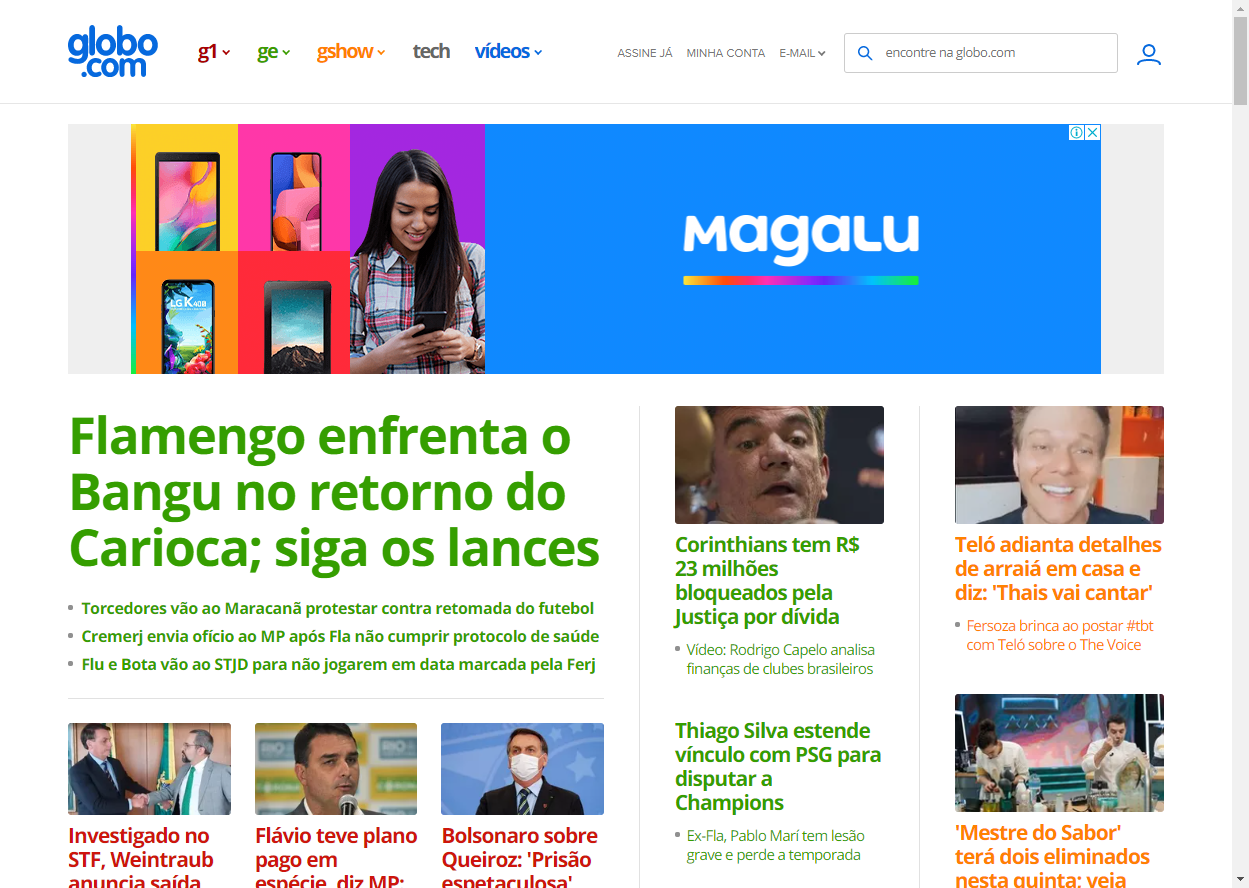 globo
.com
g1
ge
gshow
tech
vídeos
ASSINE JÁ
MINHA CONTA
E-MAIL
encontre na globo.com
LG K40S
Magalu
Flamengo enfrenta o
Bangu no retorno do
Carioca; siga os lances
Torcedores vão ao Maracanã protestar contra retomada do futebol
Cremerj envia ofício ao MP após Fla não cumprir protocolo de saúde
Flu e Bota vão ao STJD para não jogarem em data marcada pela Ferj
Investigado no
STF, Weintraub
anuncia saída
Flávio teve plano
pago em
espécie, diz MP;
Bolsonaro sobre
Queiroz: 'Prisão
espetaculosa'
Corinthians tem R$
23 milhões
bloqueados pela
Justiça por dívida
Vídeo: Rodrigo Capelo analisa
finanças de clubes brasileiros
Thiago Silva estende
vínculo com PSG para
disputar a
Champions
Ex-Fla, Pablo Marí tem lesão
grave e perde a temporada
Teló adianta detalhes
de arraiá em casa e
diz: 'Thais vai cantar'
Fersoza brinca ao postar #tbt
com Teló sobre o The Voice
'Mestre do Sabor'
terá dois eliminados
nesta quinta; veja